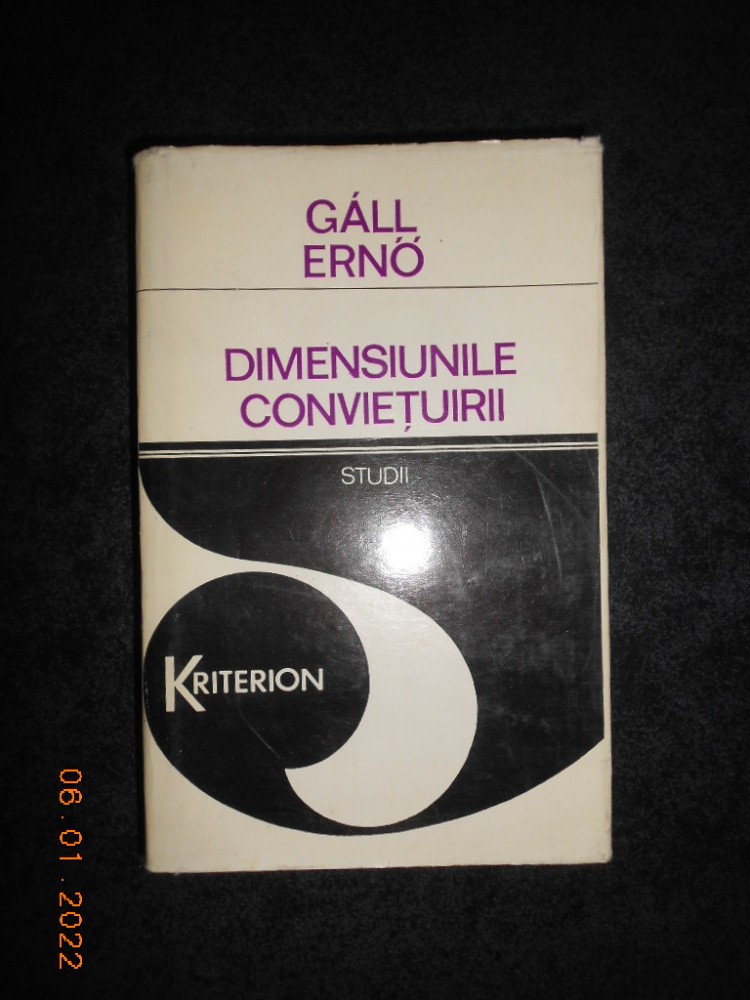 GÁLL
ERNŐ
DIMENSIUNILE
CONVIEȚUIRII
STUDII
KRITERION
06.01.2022